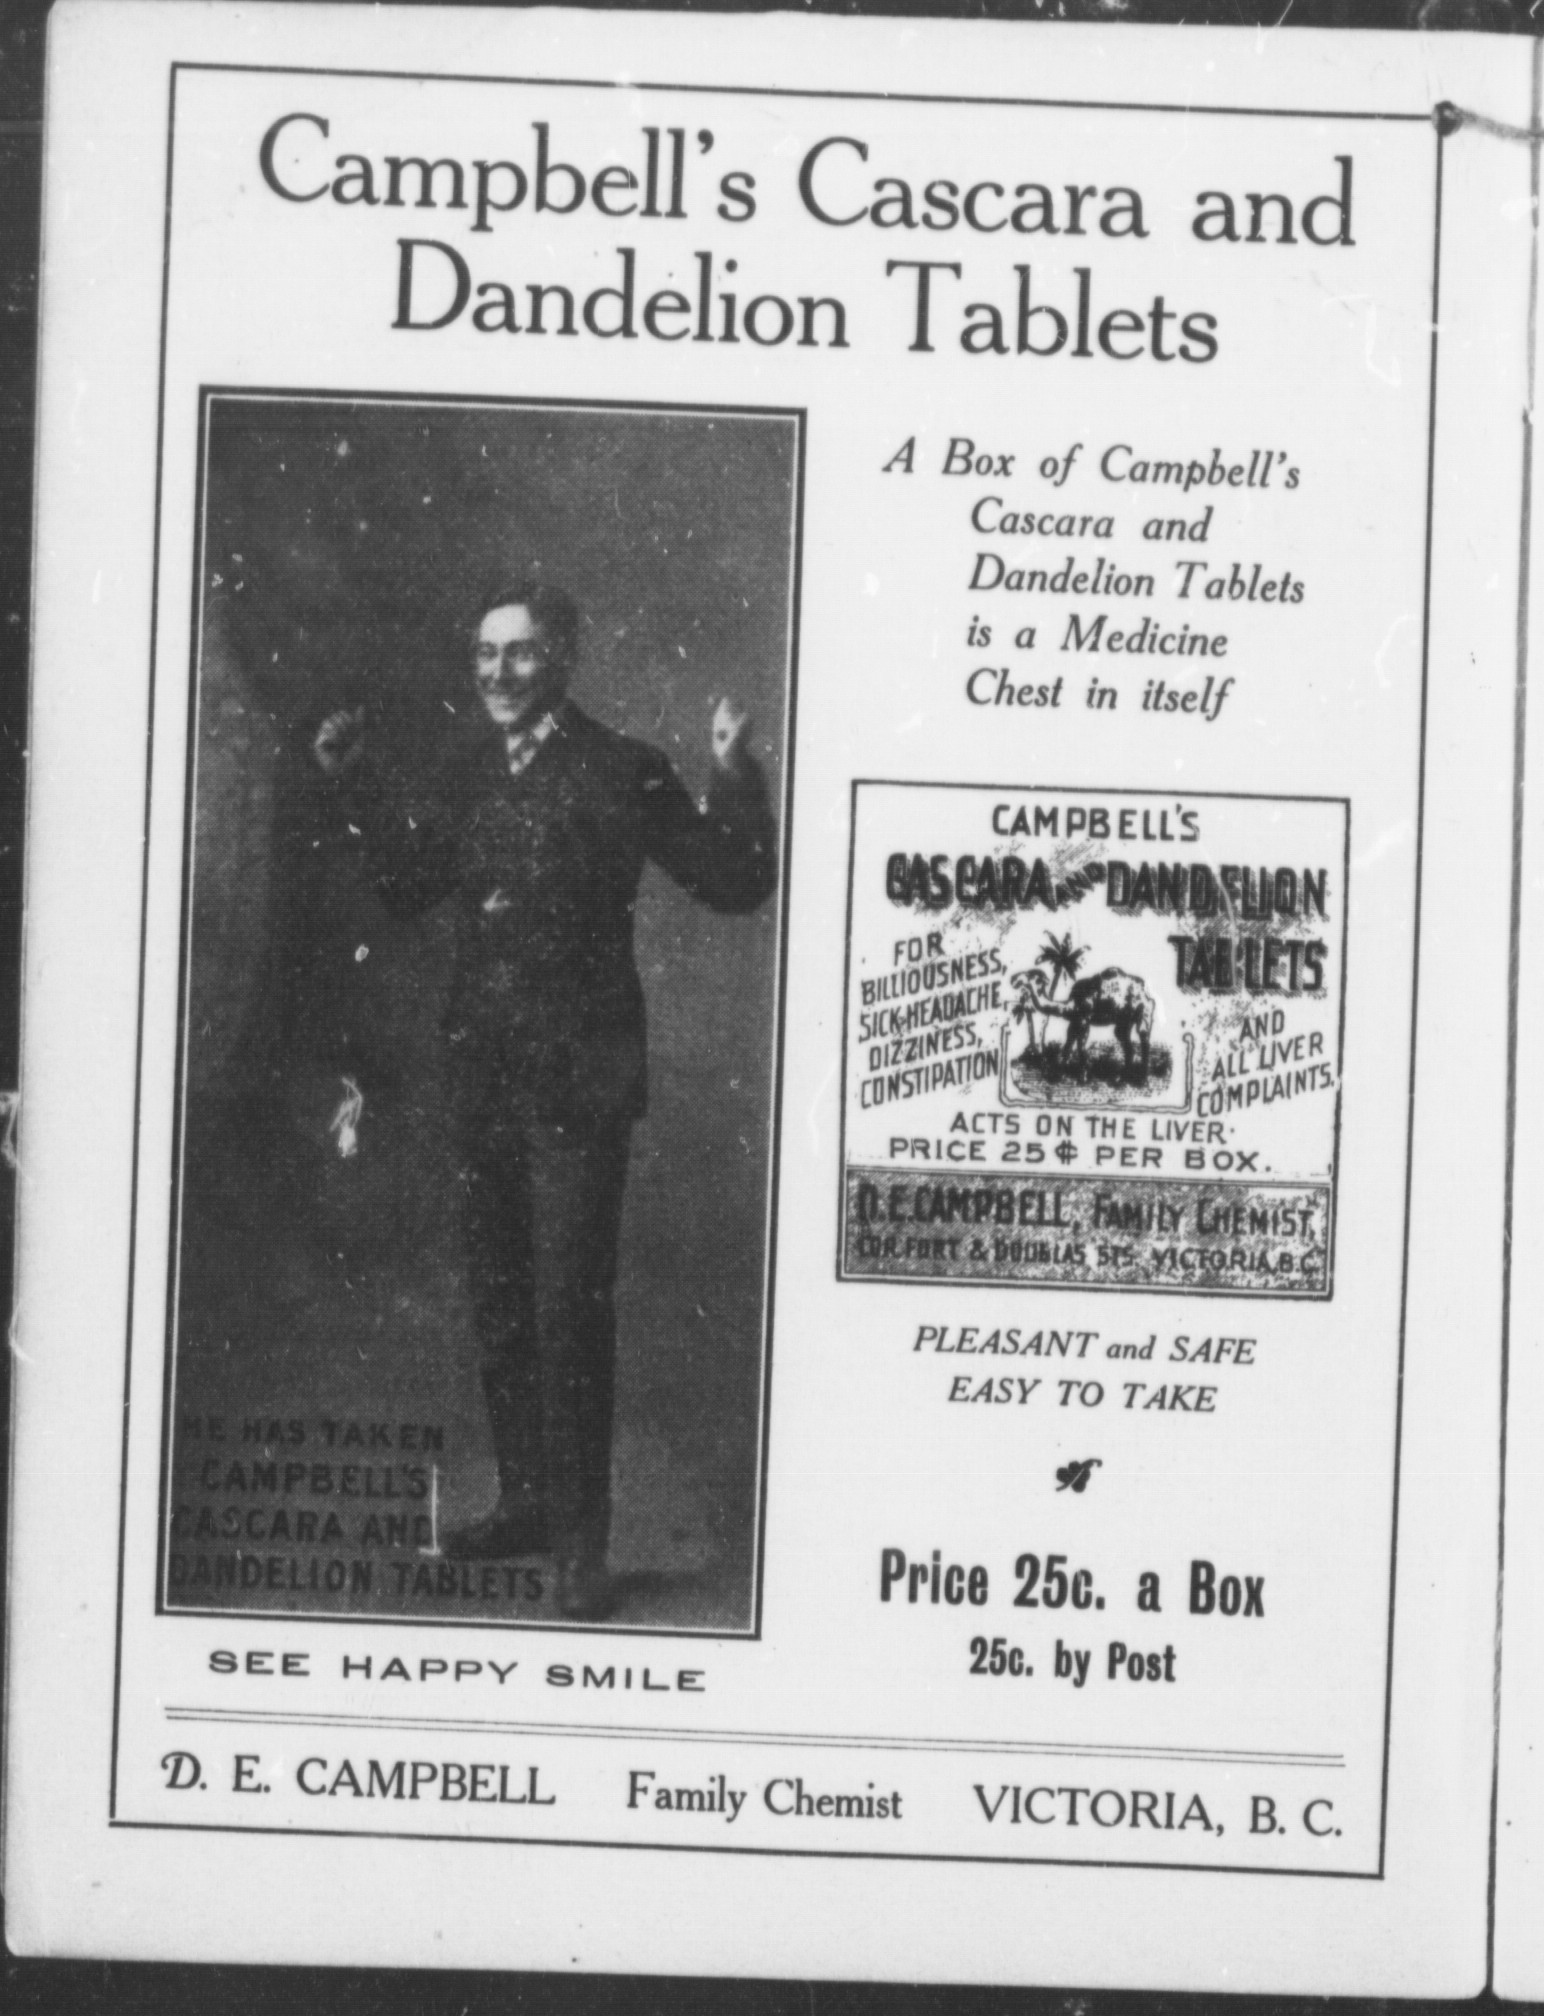 Campbell's Cascara and
Dandelion Tablets
A Box of Campbell's
Cascara and
Dandelion Tablets
is a Medicine
Chest in itself
CAMPBELL'S
CASCARA AND DANDELION
TABLETS
FOR
BILLIOUSNESS,
SICK-HEADACHE,
DIZZINESS,
CONSTIPATION
AND
ALL LIVER
COMPLAINTS.
ACTS ON THE LIVER.
PRICE 25¢ PER BOX.
D.E. CAMPBELL, FAMILY CHEMIST,
COR. FORT & DOUGLAS STS. VICTORIA, B.C.
PLEASANT and SAFE
EASY TO TAKE
Price 25c. a Box
25c. by Post
HE HAS TAKEN
CAMPBELL'S
CASCARA AND
DANDELION TABLETS
SEE HAPPY SMILE
D. E. CAMPBELL Family Chemist VICTORIA, B. C.